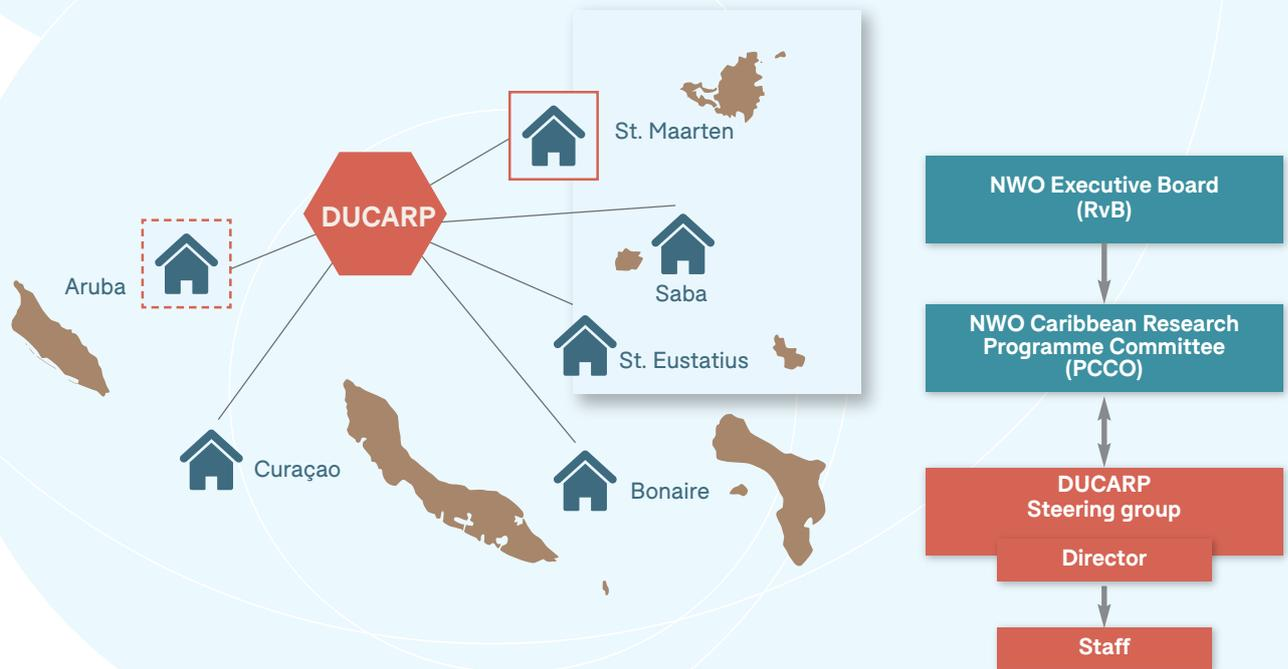 St. Maarten
DUCARP
Aruba
Saba
St. Eustatius
Curaçao
Bonaire
NWO Executive Board
(RvB)
NWO Caribbean Research
Programme Committee
(PCCO)
DUCARP
Steering group
Director
Staff